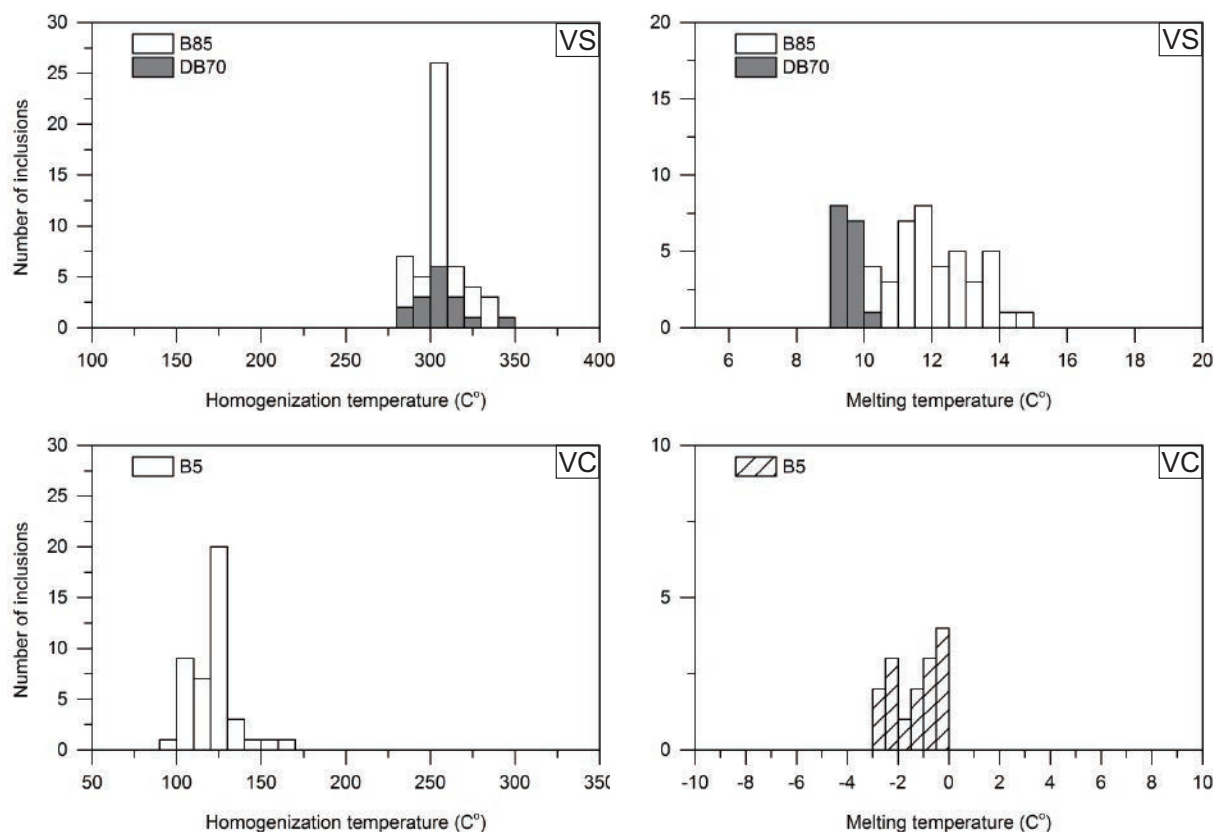 30
25
20
15
10
5
0
Number of inclusions
B85
DB70
VS
100 150 200 250 300 350 400
Homogenization temperature (C°)
20
15
10
5
0
B85
DB70
VS
6 8 10 12 14 16 18 20
Melting temperature (C°)
30
25
20
15
10
5
0
Number of inclusions
B5
VC
50 100 150 200 250 300 350
Homogenization temperature (C°)
10
5
0
B5
VC
-10 -8 -6 -4 -2 0 2 4 6 8 10
Melting temperature (C°)